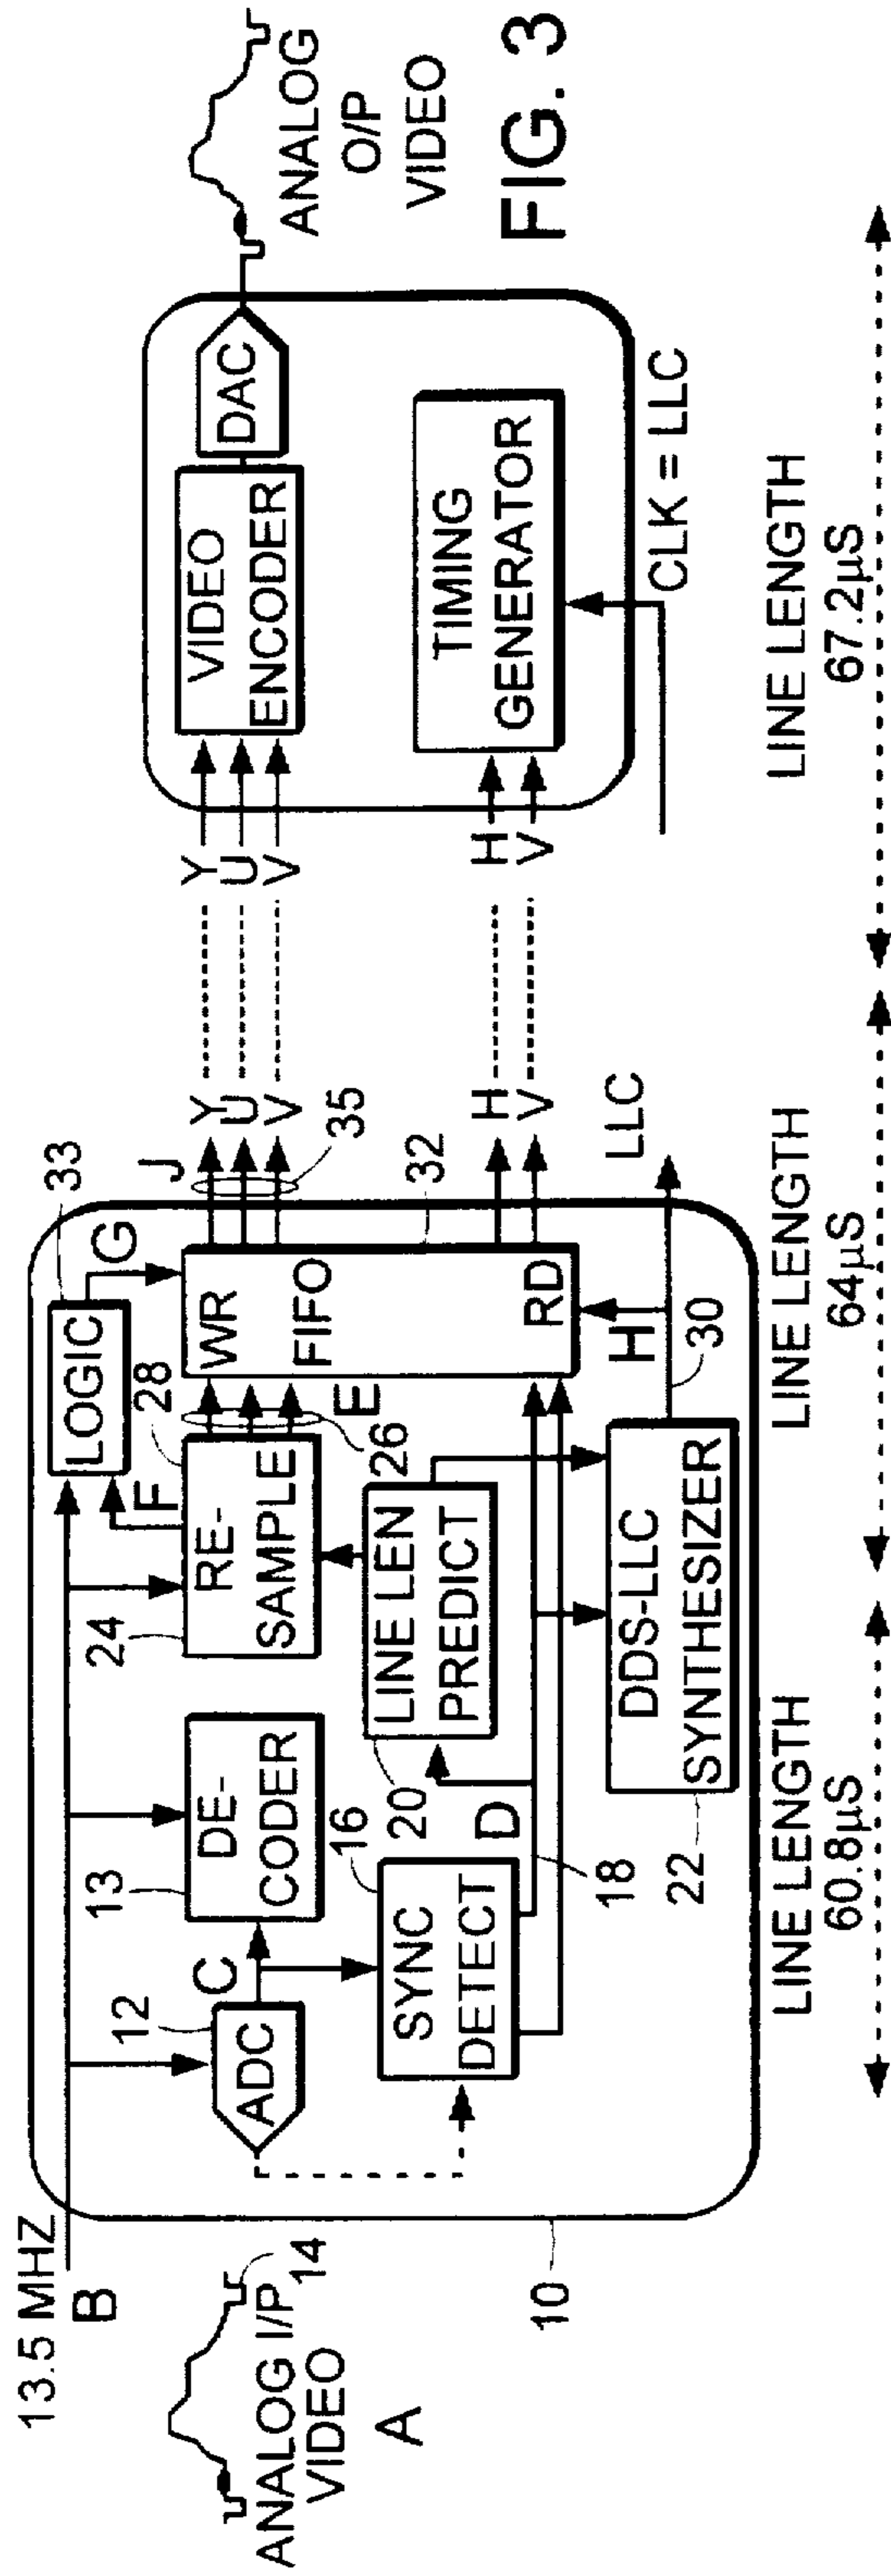 13.5 MHZ
B
ANALOG I/P
VIDEO
A
14
10
12
ADC
C
13
DE-
CODER
16
SYNC
DETECT
D
18
20
LINE LEN
PREDICT
22
DDS-LLC
SYNTHESIZER
24
RE-
SAMPLE
28
F
26
E
33
LOGIC
G
WR
FIFO
RD
32
H
30
LLC
J
35
Y
U
V
H
V
Y
U
V
H
V
VIDEO
ENCODER
DAC
TIMING
GENERATOR
CLK = LLC
ANALOG
O/P
VIDEO
LINE LENGTH
60.8µS
LINE LENGTH
64µS
LINE LENGTH
67.2µS
FIG. 3